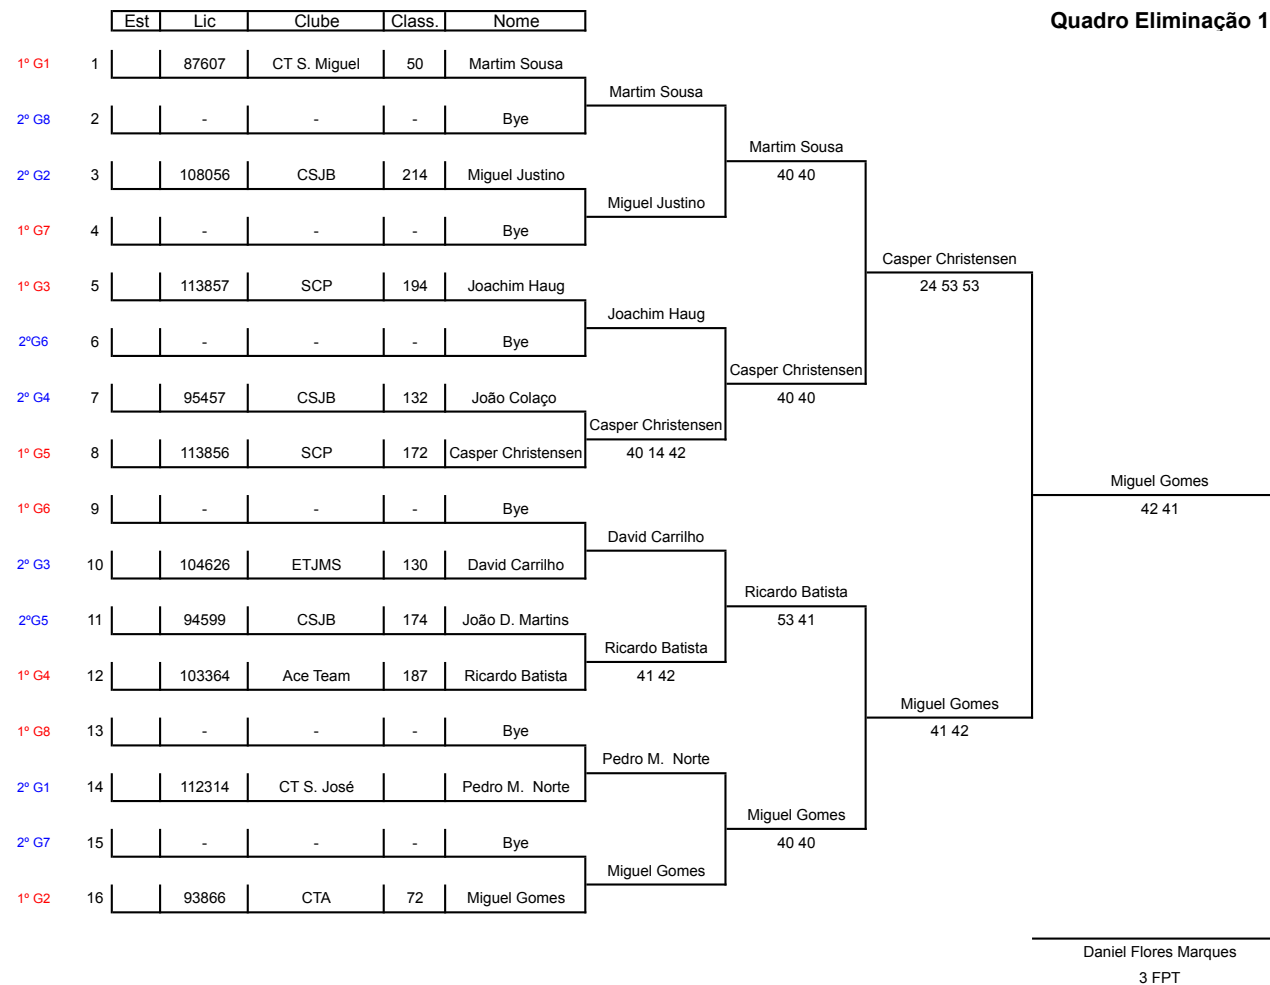 Est Lic Clube Class. Nome Quadro Eliminação 1
1º G1 1 87607 CT S. Miguel 50 Martim Sousa
Martim Sousa
2º G8 2 - - - Bye
Martim Sousa
2º G2 3 108056 CSJB 214 Miguel Justino 40 40
Miguel Justino
1º G7 4 - - - Bye
Casper Christensen
1º G3 5 113857 SCP 194 Joachim Haug 24 53 53
Joachim Haug
2ºG6 6 - - - Bye
Casper Christensen
2º G4 7 95457 CSJB 132 João Colaço 40 40
Casper Christensen
1º G5 8 113856 SCP 172 Casper Christensen 40 14 42
Miguel Gomes
1º G6 9 - - - Bye 42 41
David Carrilho
2º G3 10 104626 ETJMS 130 David Carrilho
Ricardo Batista
2ºG5 11 94599 CSJB 174 João D. Martins 53 41
Ricardo Batista
1º G4 12 103364 Ace Team 187 Ricardo Batista 41 42
Miguel Gomes
1º G8 13 - - - Bye 41 42
Pedro M. Norte
2º G1 14 112314 CT S. José Pedro M. Norte
Miguel Gomes
2º G7 15 - - - Bye 40 40
Miguel Gomes
1º G2 16 93866 CTA 72 Miguel Gomes
Daniel Flores Marques
3 FPT